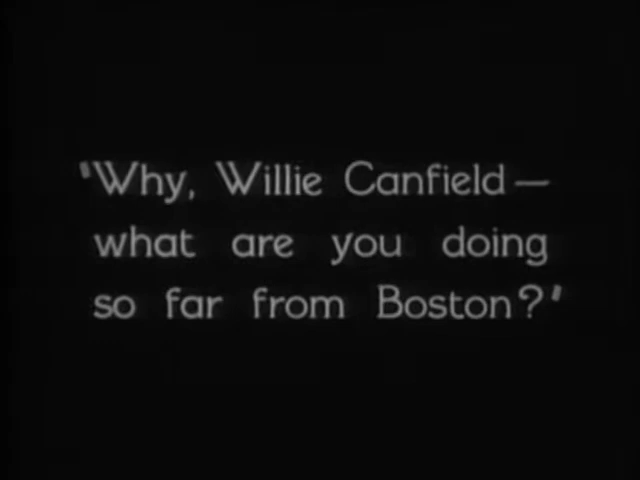 "Why, Willie Canfield —
what are you doing
so far from Boston?"